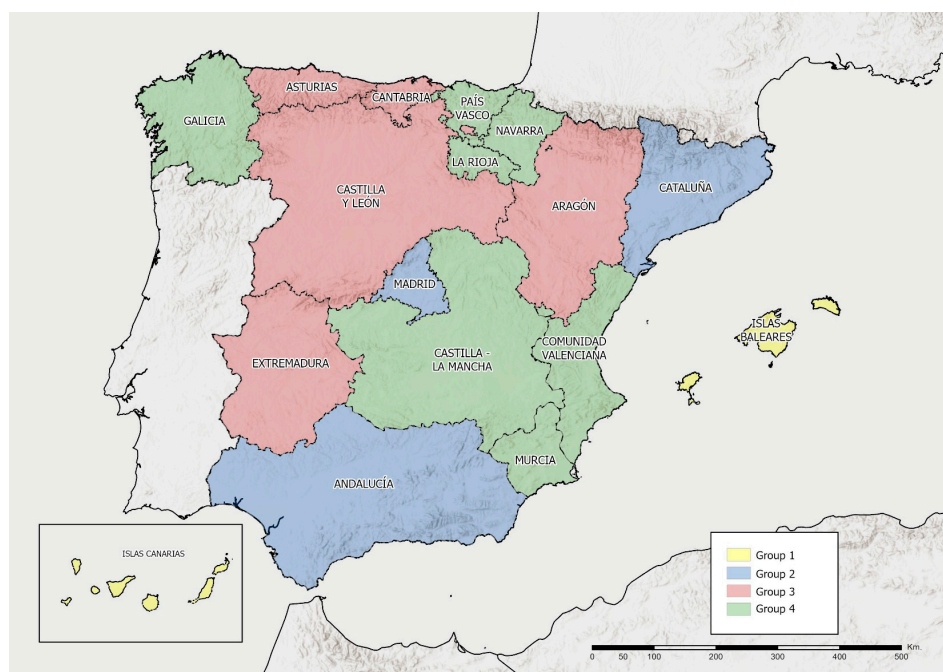 ASTURIAS
CANTABRIA
PAÍS
VASCO
GALICIA
NAVARRA
LA RIOJA
CASTILLA
Y LEÓN
ARAGÓN
CATALUÑA
MADRID
ISLAS
BALEARES
COMUNIDAD
VALENCIANA
CASTILLA -
LA MANCHA
EXTREMADURA
MURCIA
ANDALUCÍA
ISLAS CANARIAS
Group 1
Group 2
Group 3
Group 4
Km.
0 50 100 200 300 400 500